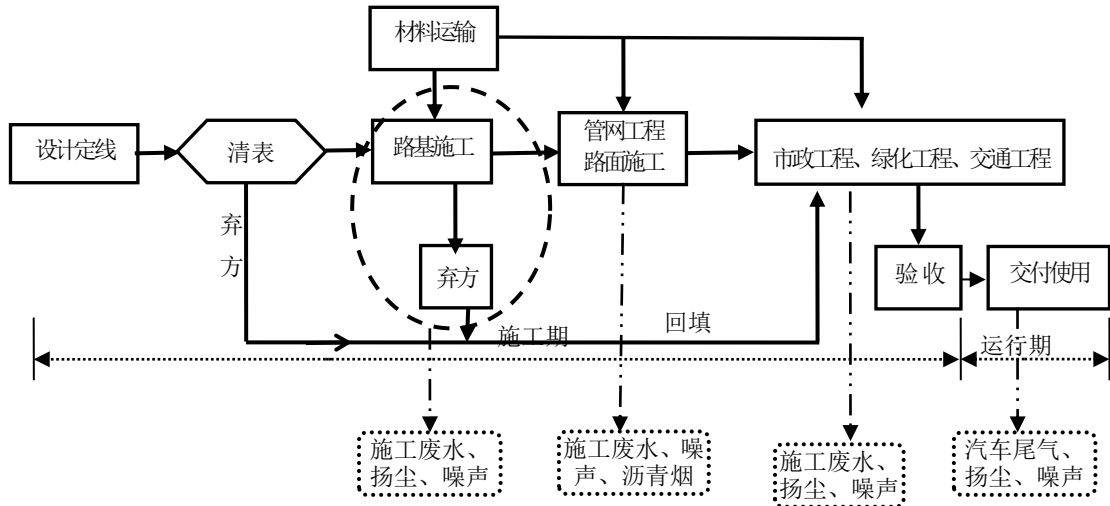 材料运输
设计定线
清表
路基施工
管网工程
路面施工
市政工程、绿化工程、交通工程
弃
方
弃方
验收
交付使用
施工期
回填
运行期
施工废水、
扬尘、噪声
施工废水、噪
声、沥青烟
施工废水、
扬尘、噪声
汽车尾气、
扬尘、噪声